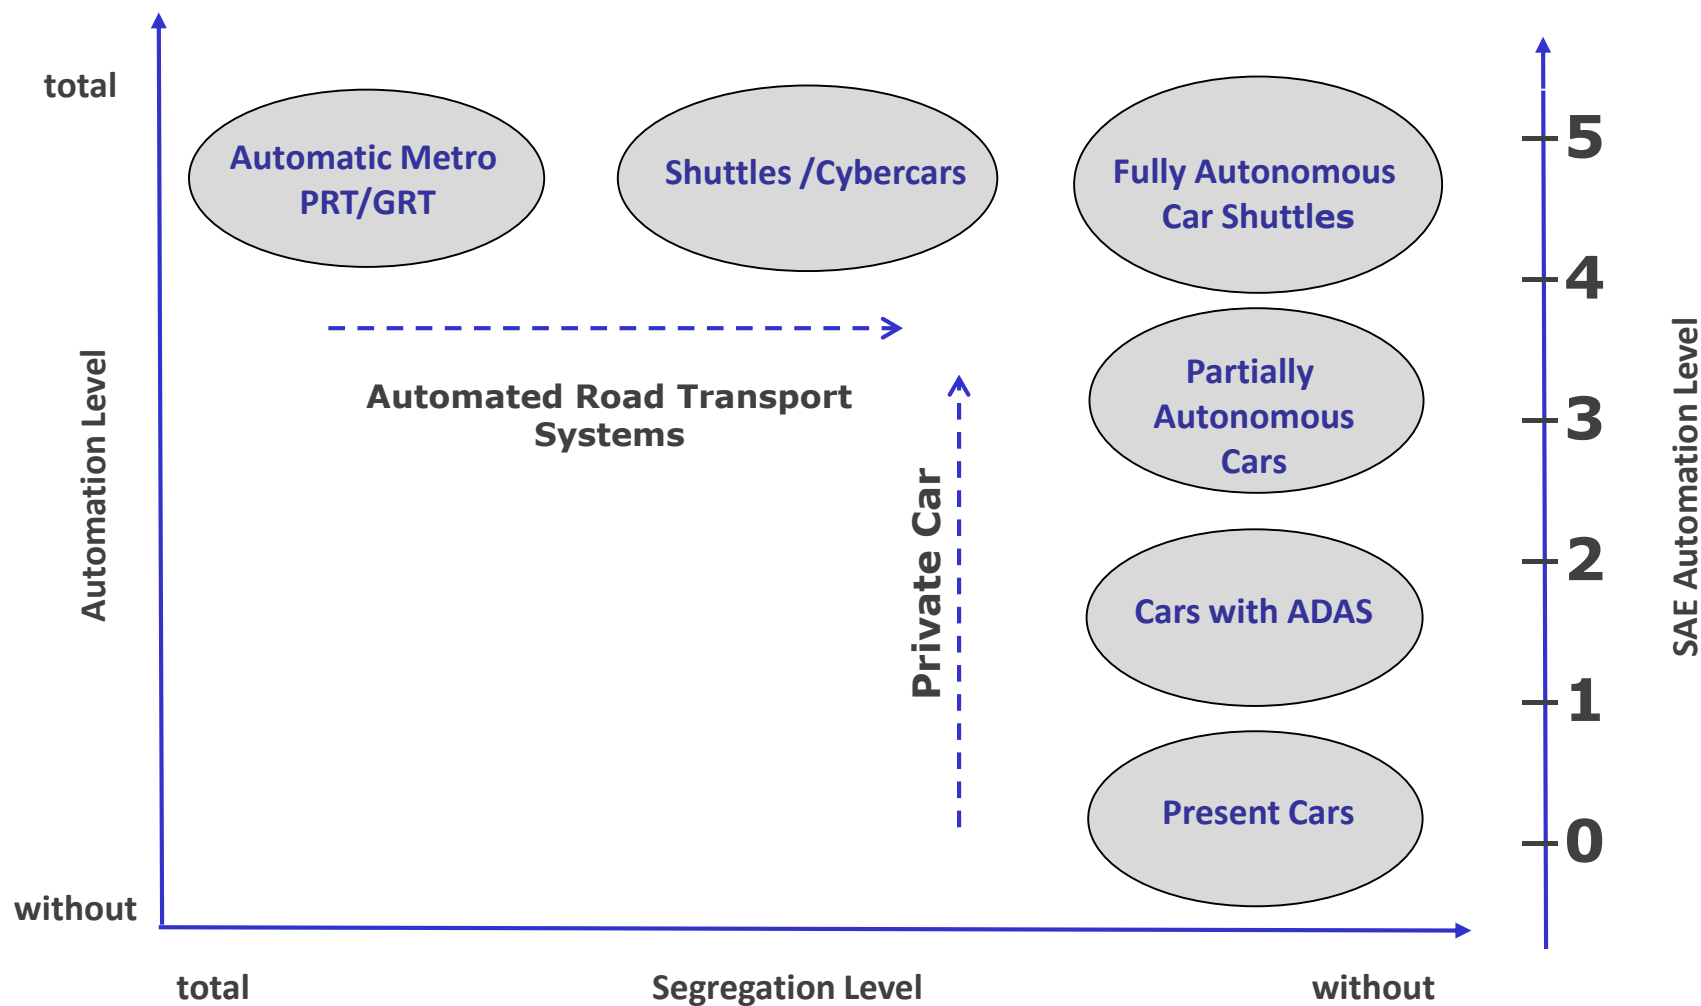 total
Automatic Metro
PRT/GRT
Shuttles /Cybercars
Fully Autonomous
Car Shuttles
5
4
Automation Level
Automated Road Transport
Systems
Private Car
Partially
Autonomous
Cars
3
SAE Automation Level
2
Cars with ADAS
1
Present Cars
0
without
total
Segregation Level
without